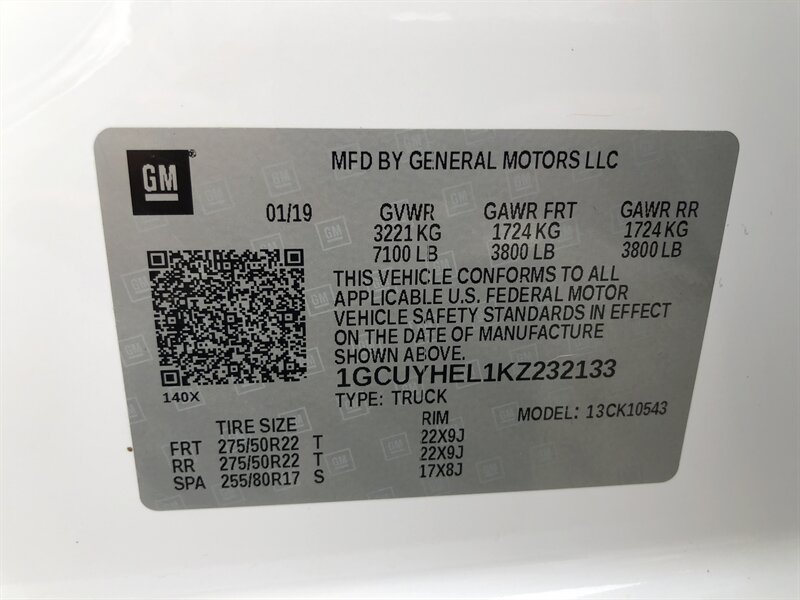 GM
MFD BY GENERAL MOTORS LLC
01/19 GVWR GAWR FRT GAWR RR
3221 KG 1724 KG 1724 KG
7100 LB 3800 LB 3800 LB
THIS VEHICLE CONFORMS TO ALL
APPLICABLE U.S. FEDERAL MOTOR
VEHICLE SAFETY STANDARDS IN EFFECT
ON THE DATE OF MANUFACTURE
SHOWN ABOVE.
1GCUYHEL1KZ232133
140X
TYPE: TRUCK
TIRE SIZE RIM MODEL: 13CK10543
FRT 275/50R22 T 22X9J
RR 275/50R22 T 22X9J
SPA 255/80R17 S 17X8J